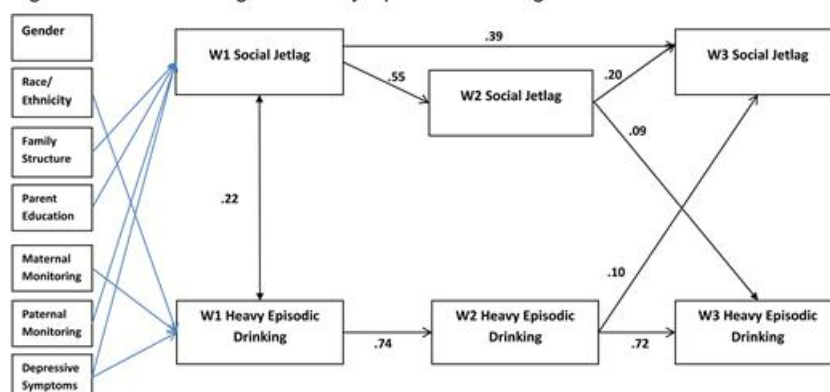 Gender
Race/
Ethnicity
Family
Structure
Parent
Education
Maternal
Monitoring
Paternal
Monitoring
Depressive
Symptoms
W1 Social Jetlag
.39
W3 Social Jetlag
.55
W2 Social Jetlag
.20
.09
.22
.10
W1 Heavy Episodic
Drinking
.74
W2 Heavy Episodic
Drinking
.72
W3 Heavy Episodic
Drinking